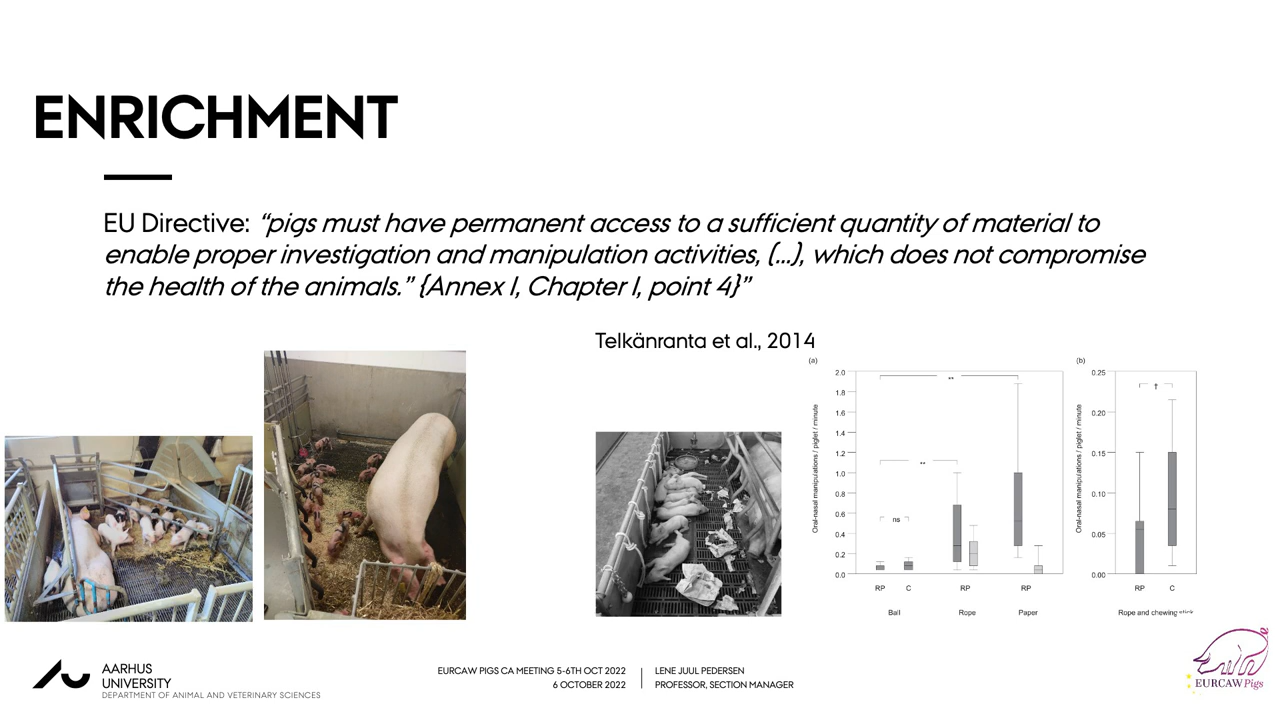 ENRICHMENT
EU Directive: “pigs must have permanent access to a sufficient quantity of material to
enable proper investigation and manipulation activities, (...), which does not compromise
the health of the animals.” {Annex I, Chapter I, point 4}”
Telkänranta et al., 2014
(a)
Oral-nasal manipulations / piglet / minute
2.0
1.8
1.6
1.4
1.2
1.0
0.8
0.6
0.4
0.2
0.0
**
**
ns
RP C RP RP
Ball Rope Paper
(b)
Oral-nasal manipulations / piglet / minute
0.25
0.20
0.15
0.10
0.05
0.00
†
RP C
Rope and chewing stick
AARHUS
UNIVERSITY
DEPARTMENT OF ANIMAL AND VETERINARY SCIENCES
EURCAW PIGS CA MEETING 5-6TH OCT 2022
6 OCTOBER 2022
LENE JUUL PEDERSEN
PROFESSOR, SECTION MANAGER
EURCAW Pigs